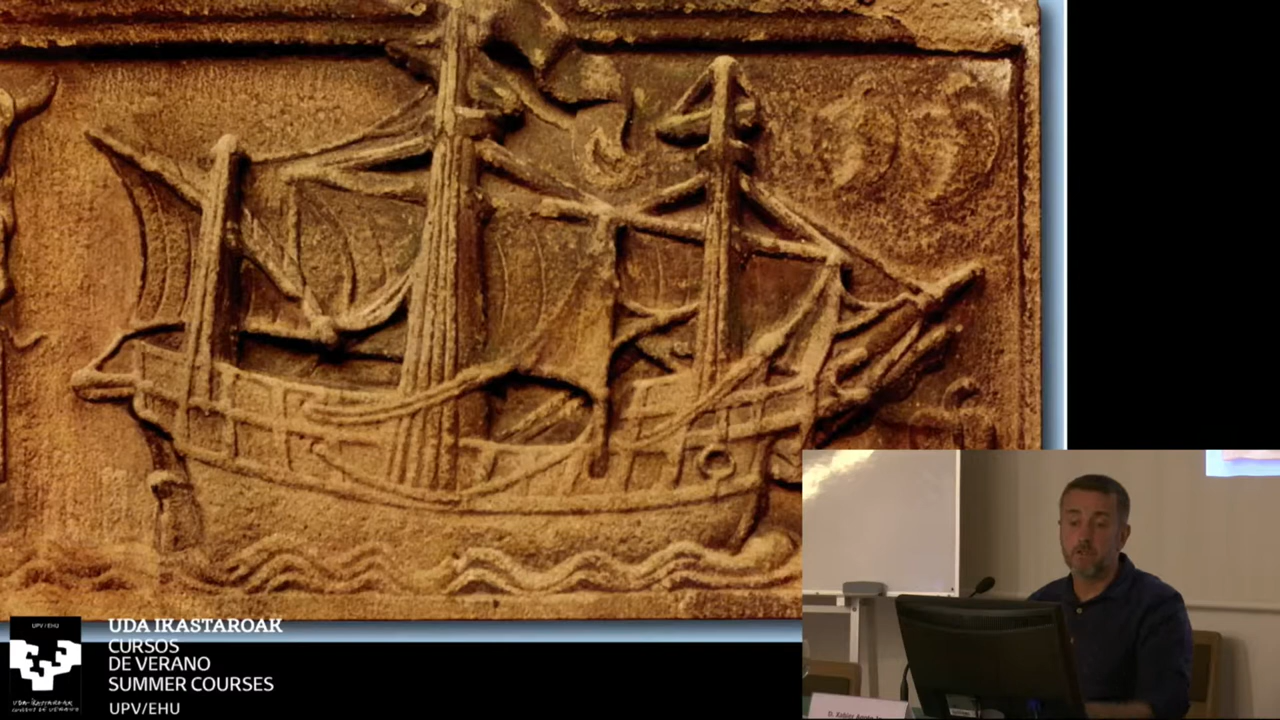 UPV / EHU
UDA IKASTAROAK
CURSOS
DE VERANO
SUMMER COURSES
UPV/EHU